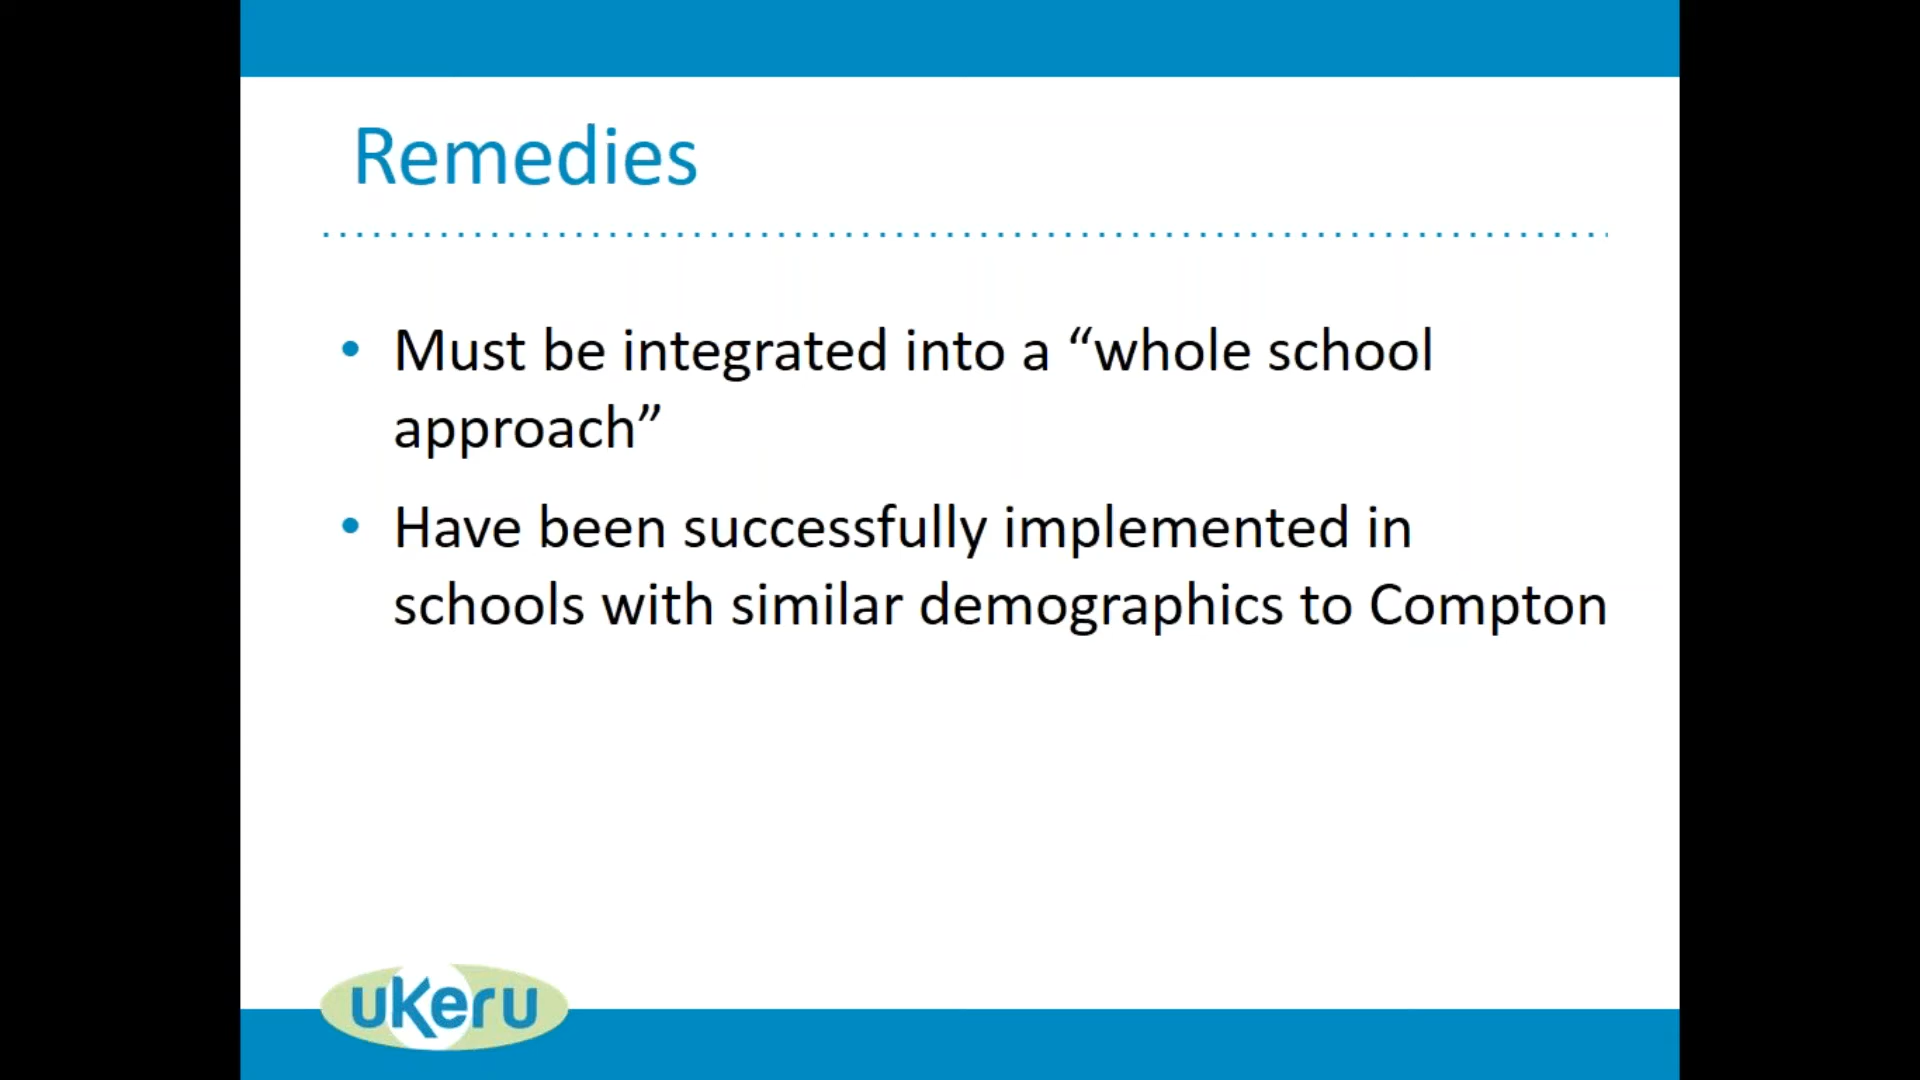 Remedies
• Must be integrated into a “whole school
approach”
• Have been successfully implemented in
schools with similar demographics to Compton
uKeru